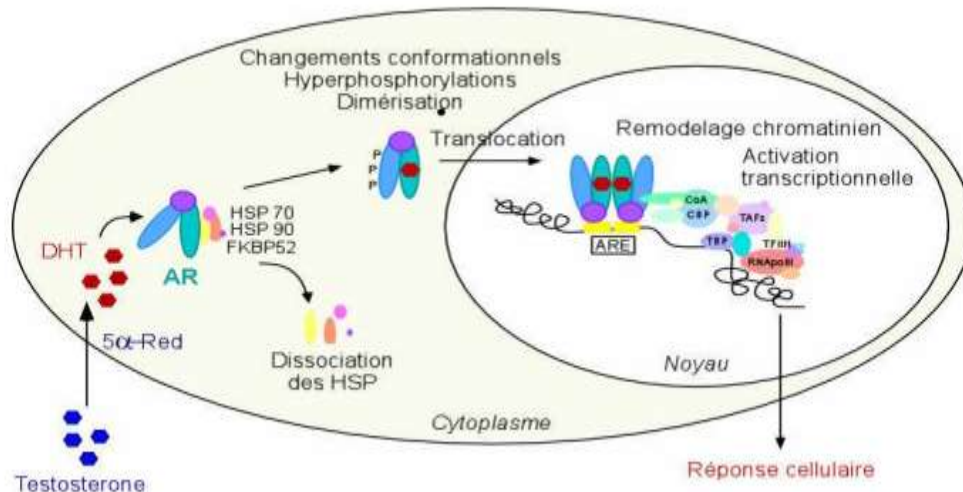 Changements conformationnels
Hyperphosphorylations
Dimérisation
Translocation
Remodelage chromatinien
Activation
transcriptionnelle
P
P
P
HSP 70
HSP 90
FKBP52
DHT
AR
CoA
CBP
TAFs
TBP
TFIIH
RNApolII
ARE
5α-Red
Dissociation
des HSP
Noyau
Cytoplasme
Testosterone
Réponse cellulaire